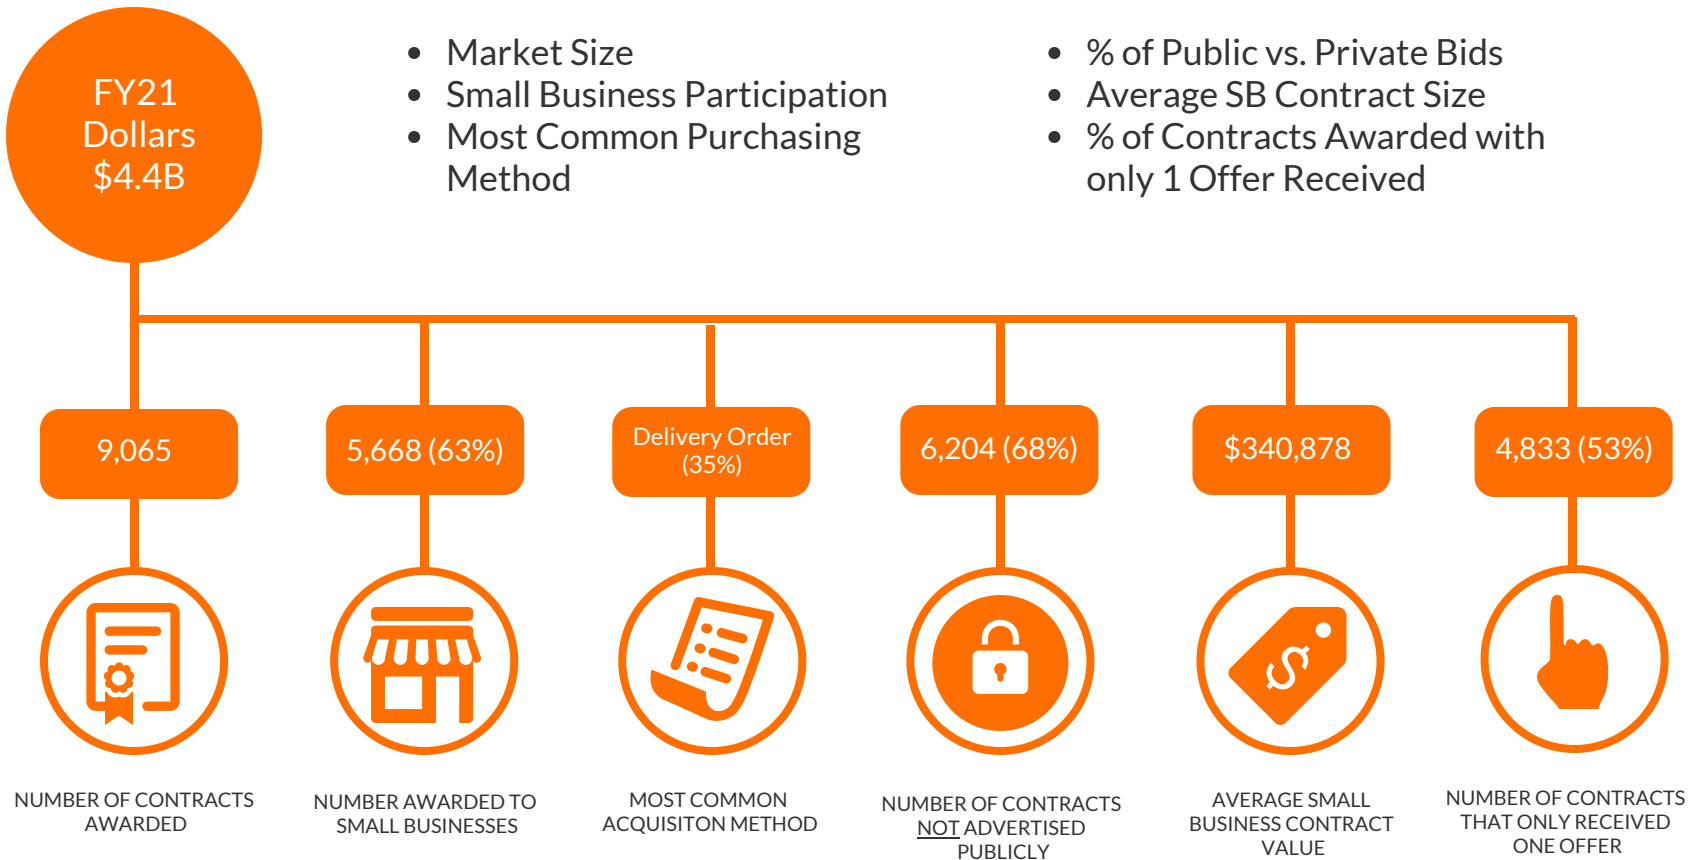 FY21
Dollars
$4.4B
• Market Size
• Small Business Participation
• Most Common Purchasing
Method
• % of Public vs. Private Bids
• Average SB Contract Size
• % of Contracts Awarded with
only 1 Offer Received
9,065
5,668 (63%)
Delivery Order
(35%)
6,204 (68%)
$340,878
4,833 (53%)
$
NUMBER OF CONTRACTS
AWARDED
NUMBER AWARDED TO
SMALL BUSINESSES
MOST COMMON
ACQUISITON METHOD
NUMBER OF CONTRACTS
NOT ADVERTISED
PUBLICLY
AVERAGE SMALL
BUSINESS CONTRACT
VALUE
NUMBER OF CONTRACTS
THAT ONLY RECEIVED
ONE OFFER